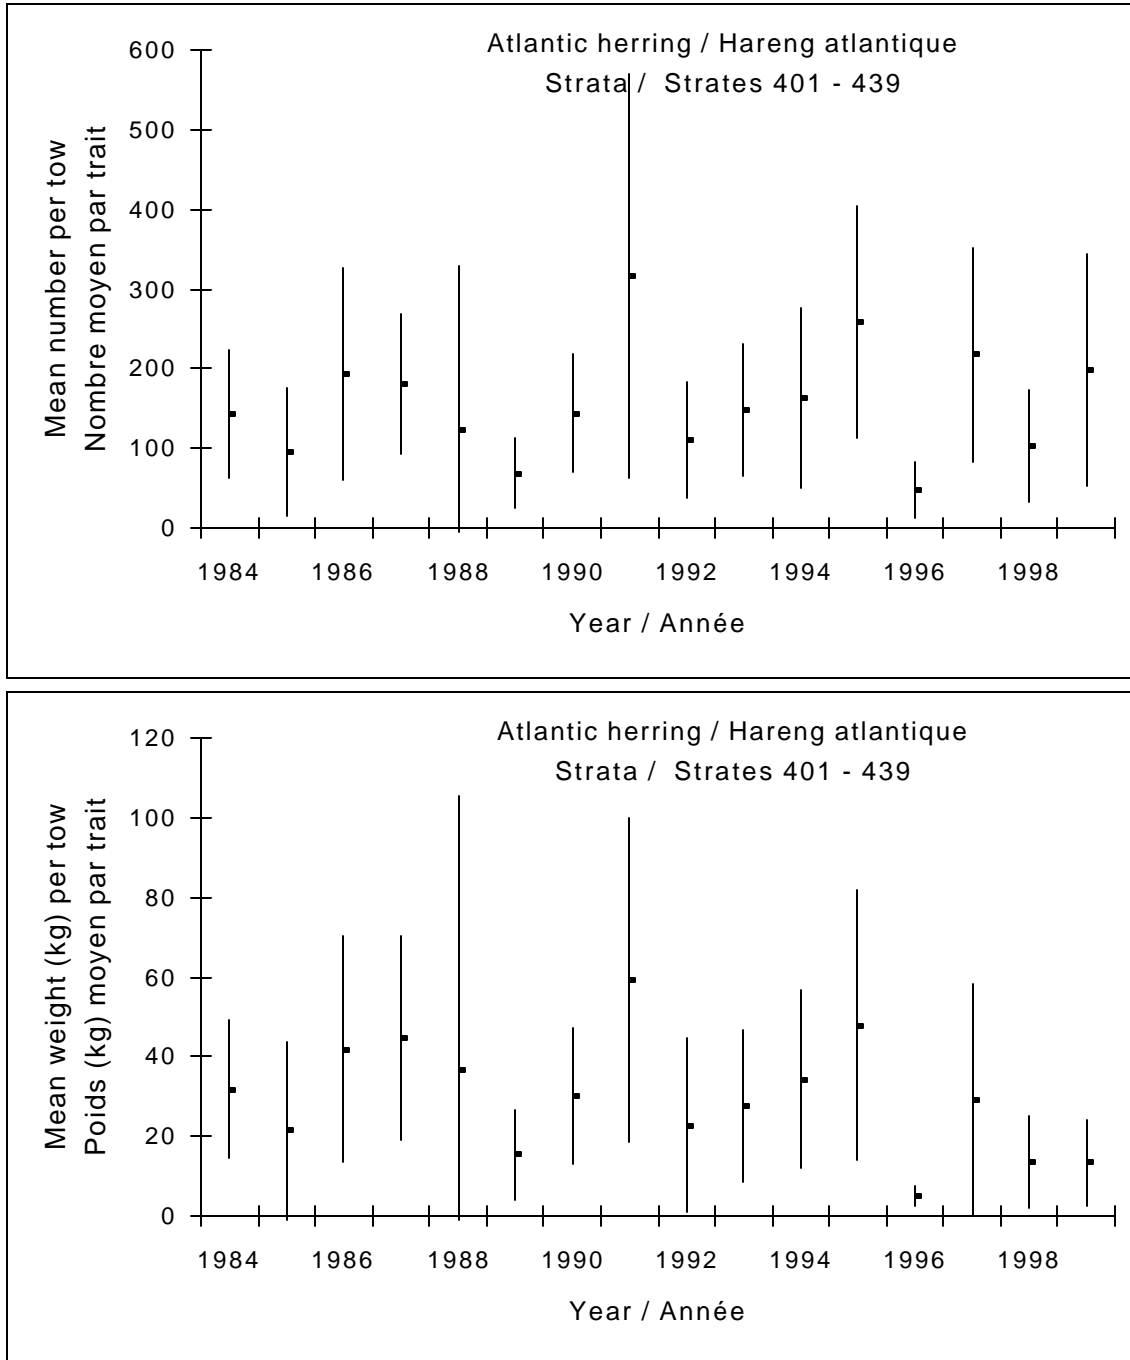 Atlantic herring / Hareng atlantique
Strata / Strates 401 - 439
Mean number per tow
Nombre moyen par trait
600
500
400
300
200
100
0
1984 1986 1988 1990 1992 1994 1996 1998
Year / Année
Atlantic herring / Hareng atlantique
Strata / Strates 401 - 439
Mean weight (kg) per tow
Poids (kg) moyen par trait
120
100
80
60
40
20
0
1984 1986 1988 1990 1992 1994 1996 1998
Year / Année